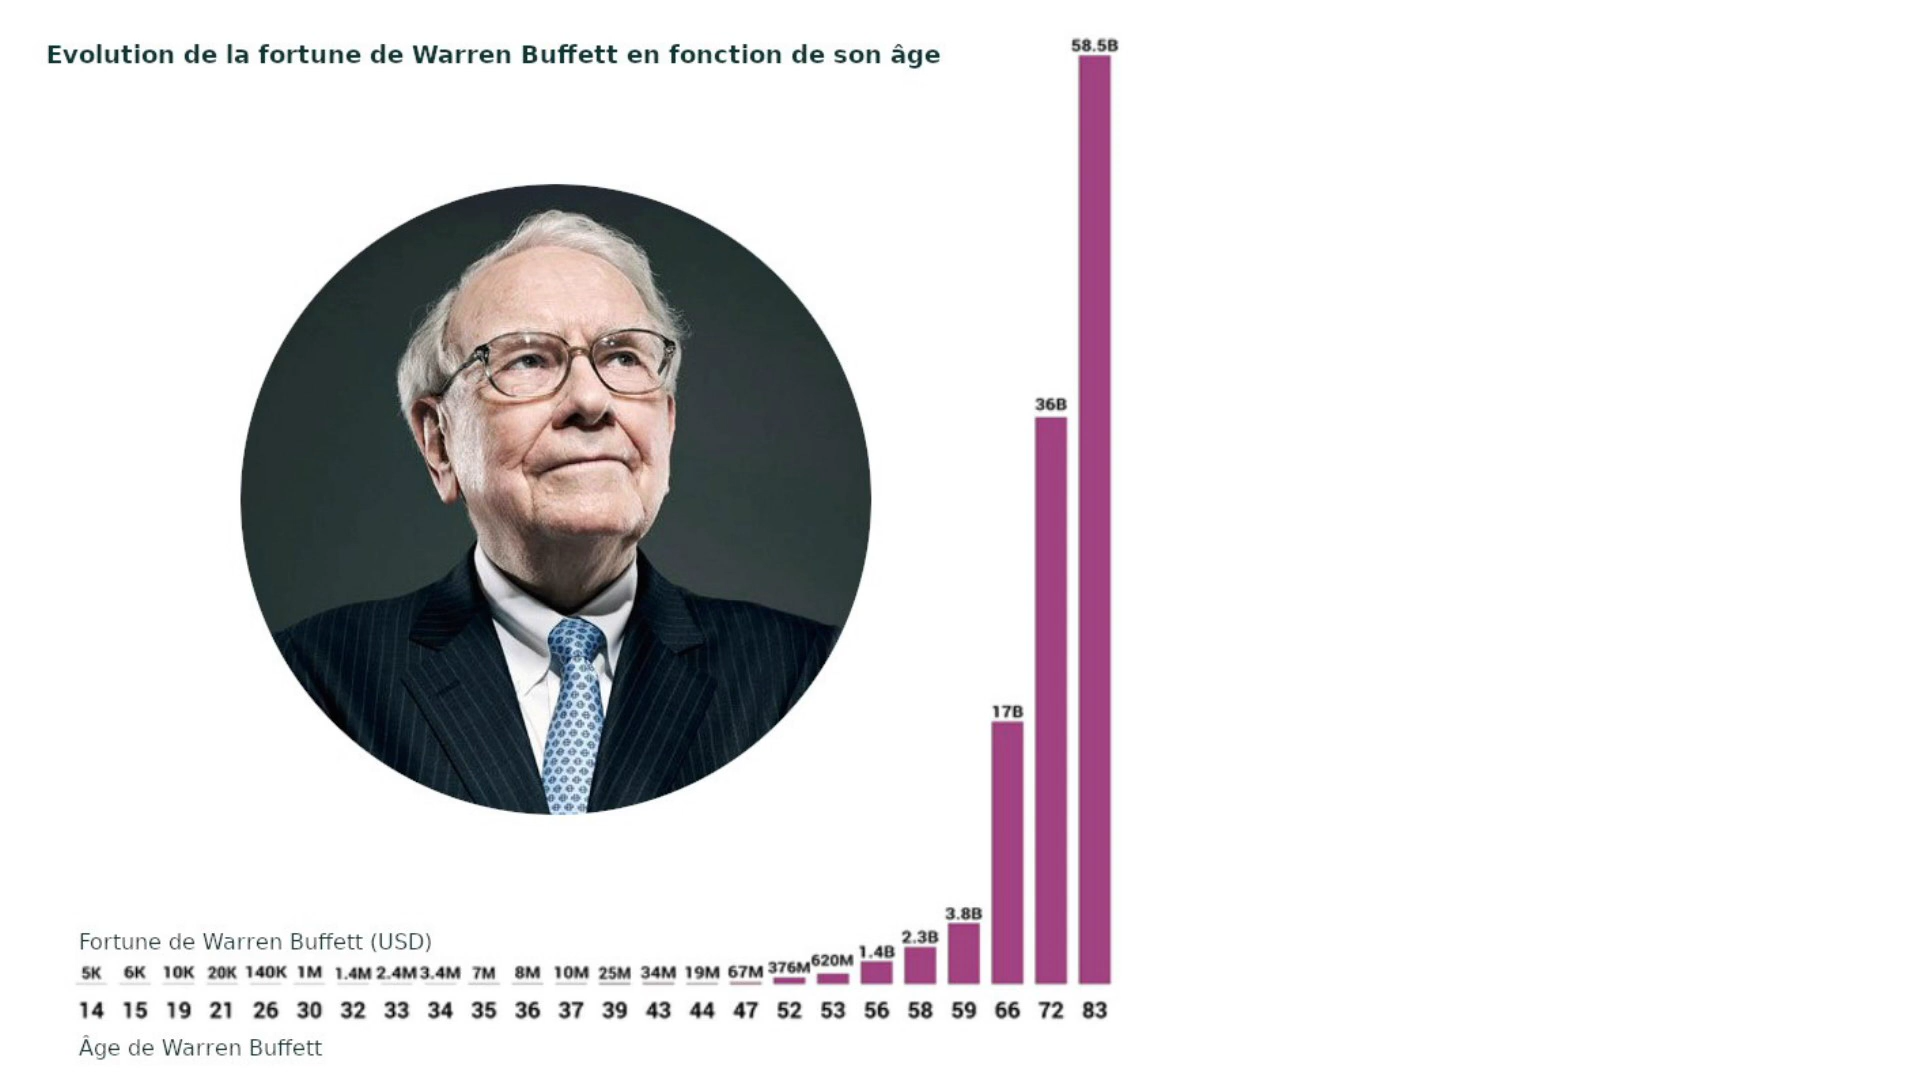 Evolution de la fortune de Warren Buffett en fonction de son âge
58.5B
36B
17B
3.8B
2.3B
1.4B
620M
376M
Fortune de Warren Buffett (USD)
5K 6K 10K 20K 140K 1M 1.4M 2.4M 3.4M 7M 8M 10M 25M 34M 19M 67M
14 15 19 21 26 30 32 33 34 35 36 37 39 43 44 47 52 53 56 58 59 66 72 83
Âge de Warren Buffett